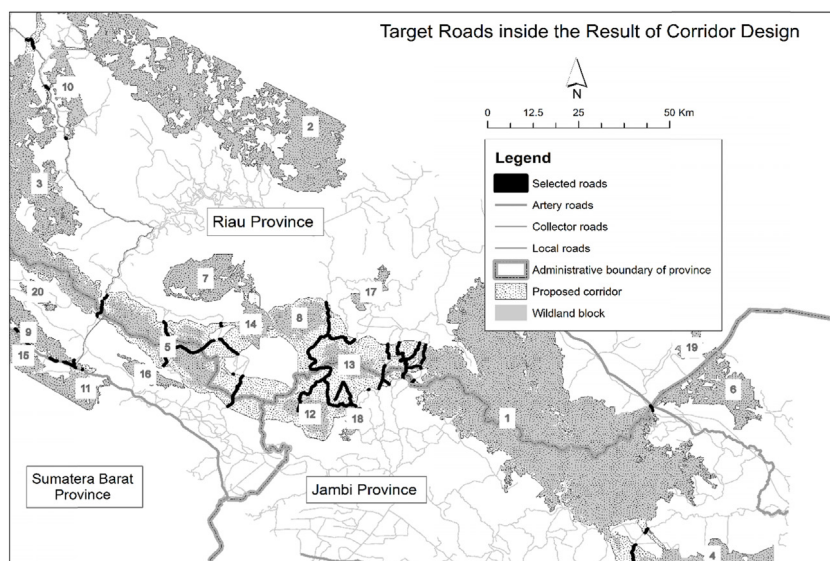 Target Roads inside the Result of Corridor Design
N
0 12.5 25 50 Km
Legend
Selected roads
Artery roads
Collector roads
Local roads
Administrative boundary of province
Proposed corridor
Wildland block
10
2
3
Riau Province
7
17
20
14
8
9
15
5
13
19
16
11
6
12
18
1
Sumatera Barat
Province
Jambi Province
4